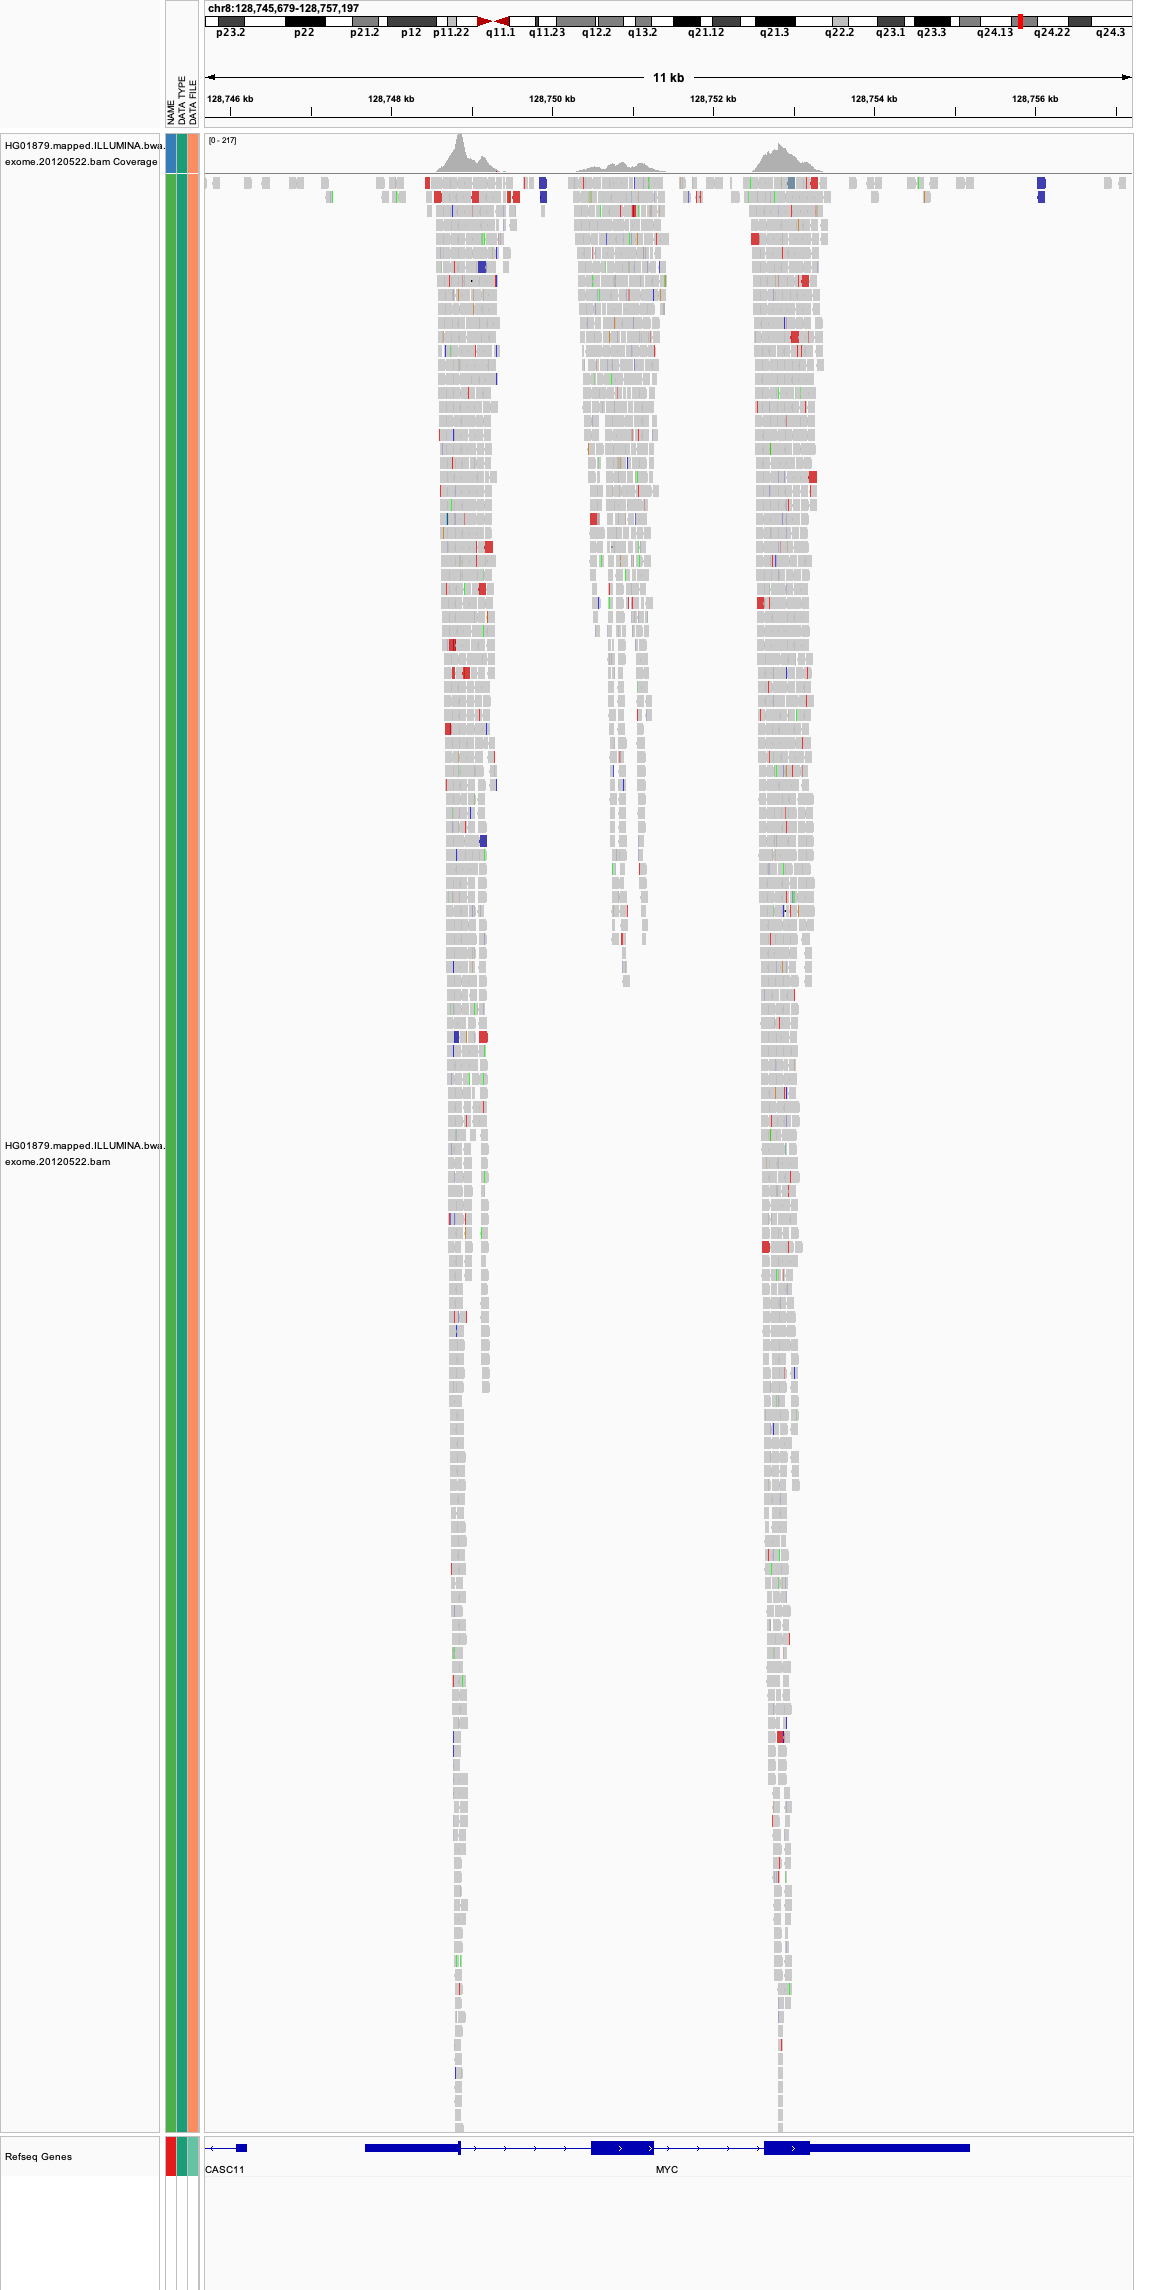 chr8:128,745,679-128,757,197
p23.2 p22 p21.2 p12 p11.22 q11.1 q11.23 q12.2 q13.2 q21.12 q21.3 q22.2 q23.1 q23.3 q24.13 q24.22 q24.3
11 kb
NAME
DATA TYPE
DATA FILE
128,746 kb 128,748 kb 128,750 kb 128,752 kb 128,754 kb 128,756 kb
HG01879.mapped.ILLUMINA.bwa.
exome.20120522.bam Coverage
[0 - 217]
HG01879.mapped.ILLUMINA.bwa.
exome.20120522.bam
Refseq Genes
CASC11 MYC